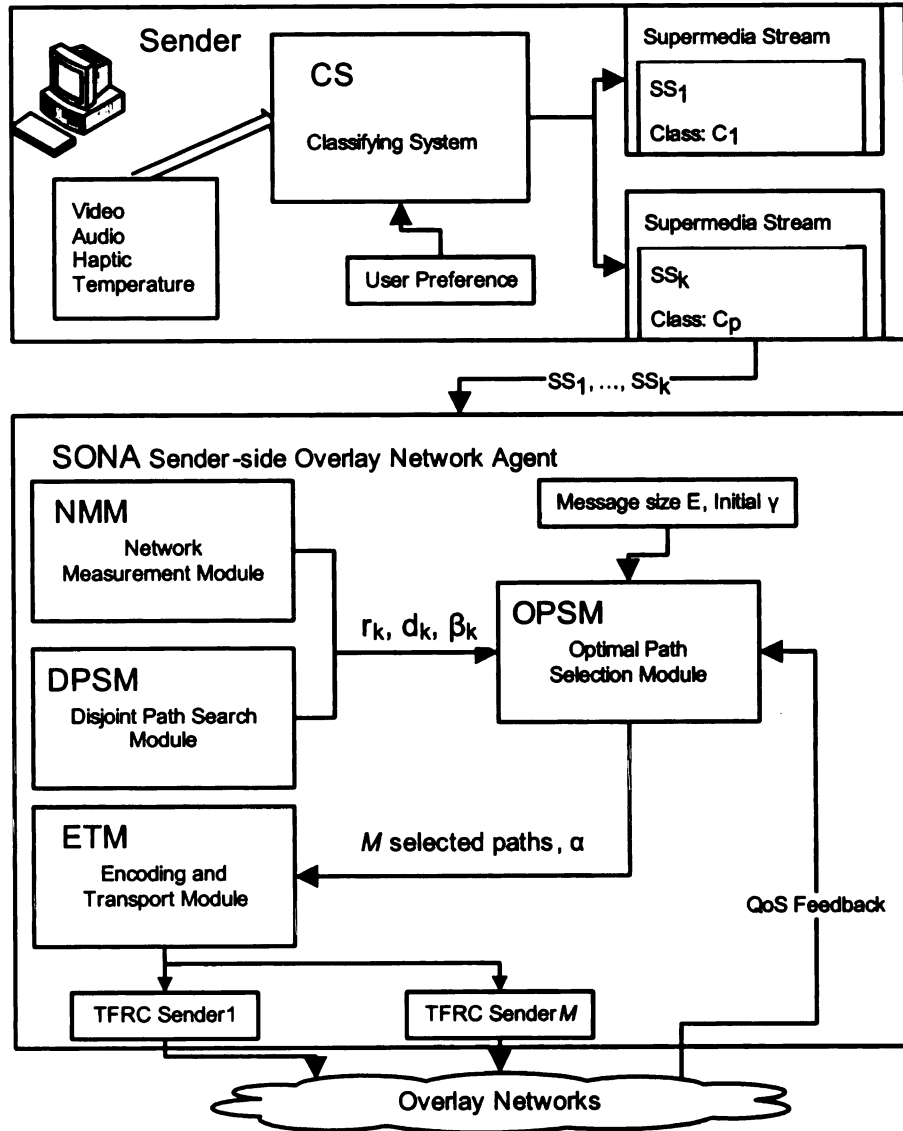 Sender
CS
Classifying System
Video
Audio
Haptic
Temperature
User Preference
Supermedia Stream
SS1
Class: C1
Supermedia Stream
SSk
Class: Cp
SS1, ..., SSk
SONA Sender-side Overlay Network Agent
NMM
Network
Measurement Module
Message size E, Initial γ
DPSM
Disjoint Path Search
Module
rk, dk, βk
OPSM
Optimal Path
Selection Module
ETM
Encoding and
Transport Module
M selected paths, α
QoS Feedback
TFRC Sender1
TFRC Sender M
Overlay Networks